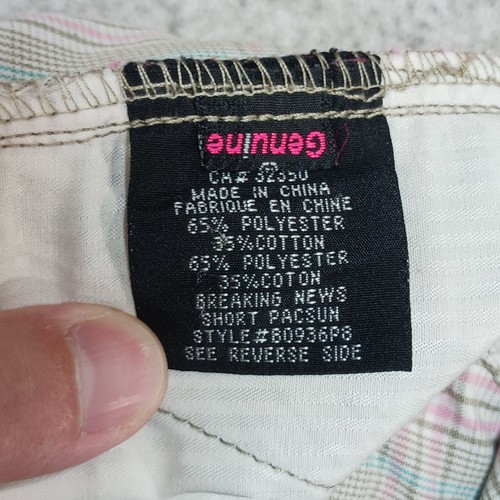 Genuine
CA# 32350
MADE IN CHINA
FABRIQUE EN CHINE
65% POLYESTER
35%COTTON
65% POLYESTER
35%COTON
BREAKING NEWS
SHORT PACSUN
STYLE#80936P8
SEE REVERSE SIDE